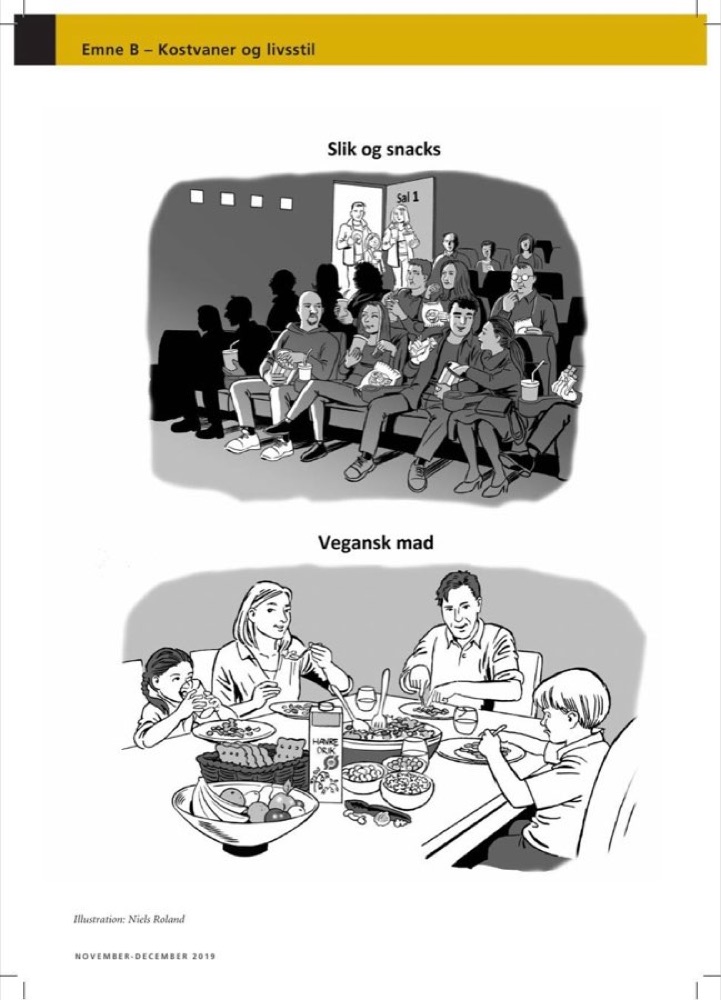 Emne B – Kostvaner og livsstil
Slik og snacks
Sal 1
Vegansk mad
HAVRE
DRIK
Illustration: Niels Roland
NOVEMBER-DECEMBER 2019